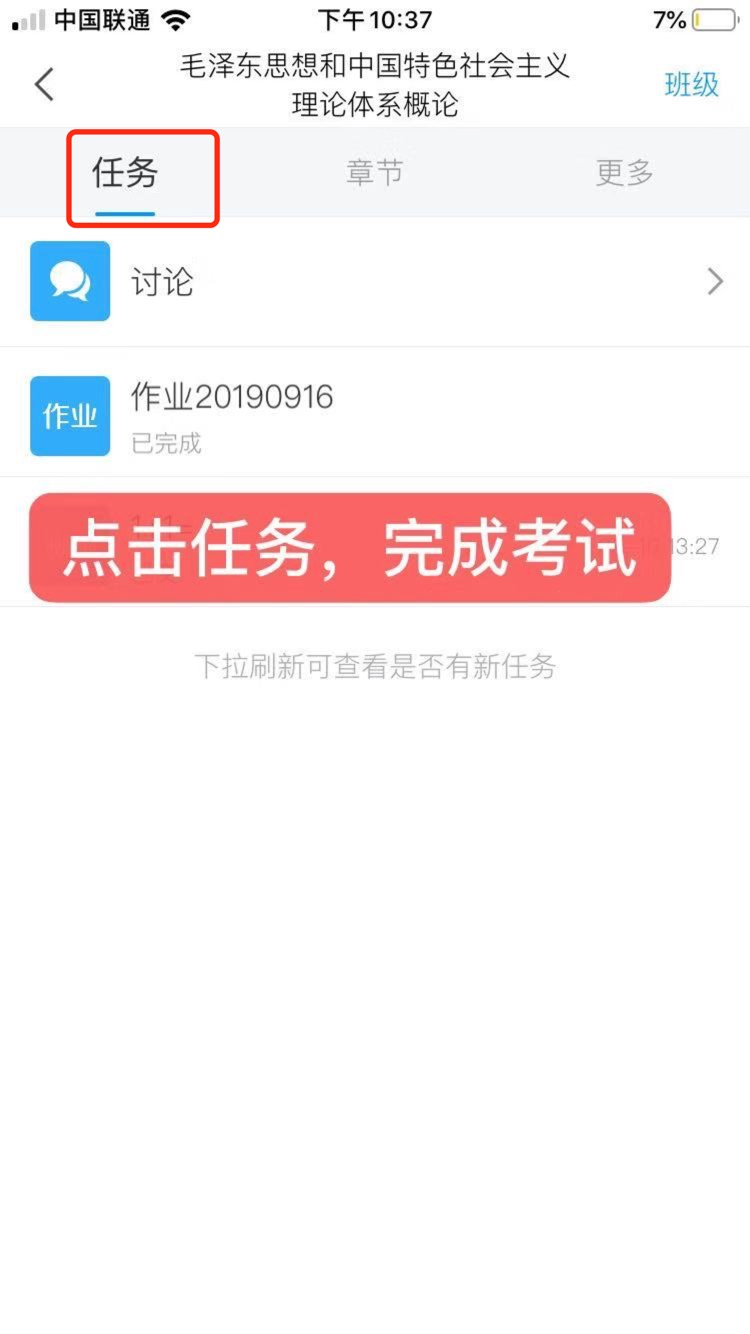 中国联通
下午10:37
7%
毛泽东思想和中国特色社会主义
理论体系概论
班级
任务
章节
更多
讨论
作业
作业20190916
已完成
点击任务，完成考试
13:27
下拉刷新可查看是否有新任务